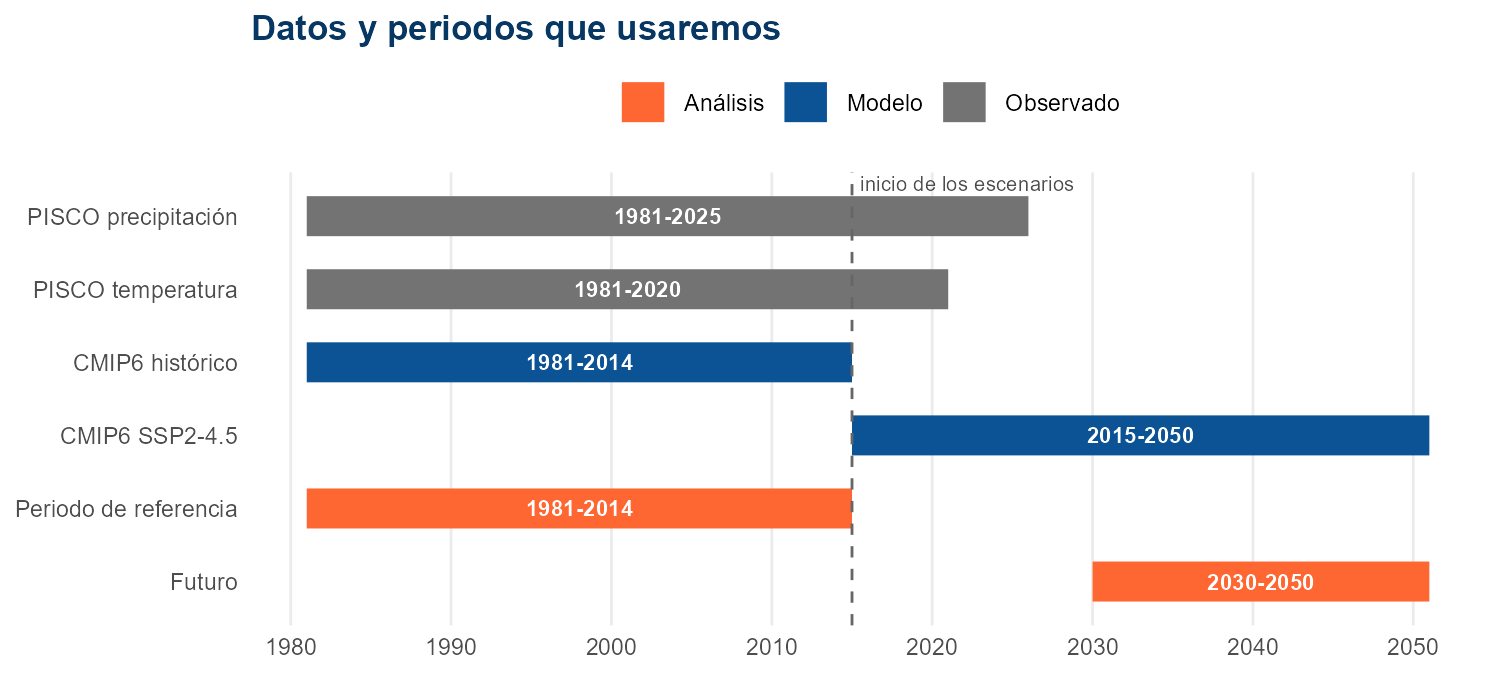 Datos y periodos que usaremos
Análisis Modelo Observado
inicio de los escenarios
PISCO precipitación 1981-2025
PISCO temperatura 1981-2020
CMIP6 histórico 1981-2014
CMIP6 SSP2-4.5 2015-2050
Periodo de referencia 1981-2014
Futuro 2030-2050
1980 1990 2000 2010 2020 2030 2040 2050